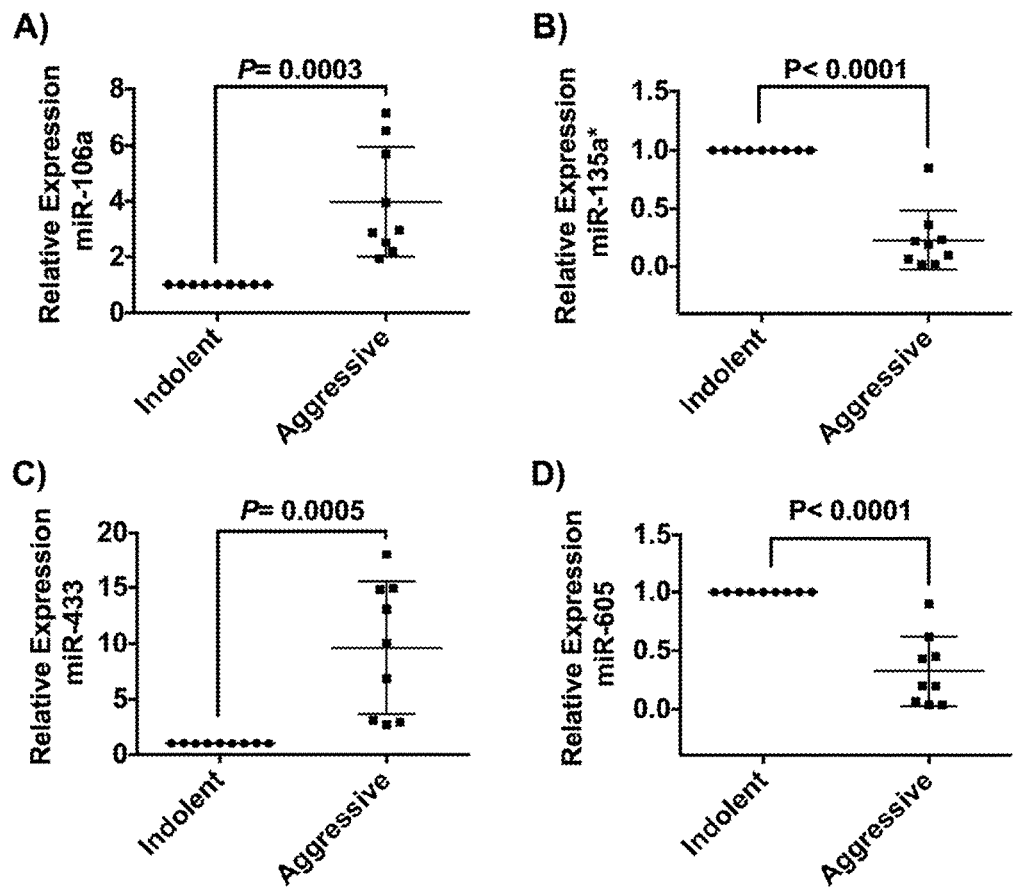 A)
P= 0.0003
Relative Expression
miR-106a
8
6
4
2
0
Indolent
Aggressive
B)
P< 0.0001
Relative Expression
miR-135a*
1.5
1.0
0.5
0.0
Indolent
Aggressive
C)
P= 0.0005
Relative Expression
miR-433
20
15
10
5
0
Indolent
Aggressive
D)
P< 0.0001
Relative Expression
miR-605
1.5
1.0
0.5
0.0
Indolent
Aggressive